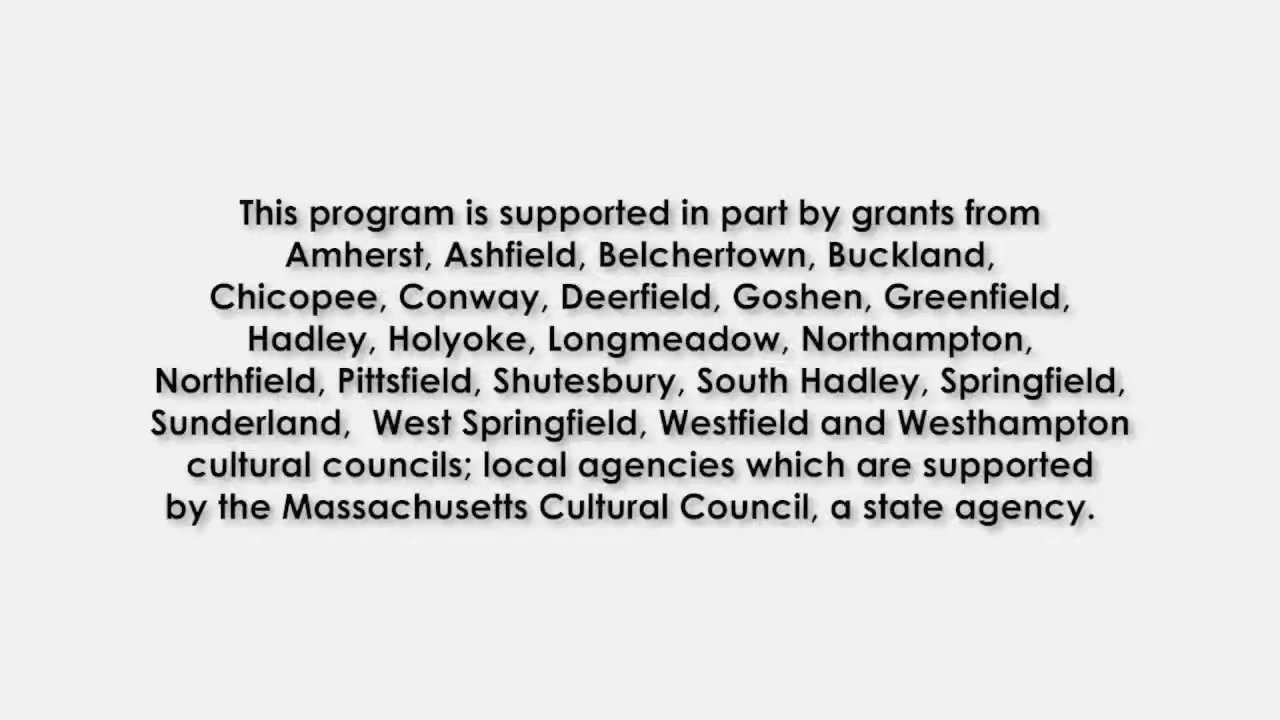 This program is supported in part by grants from
Amherst, Ashfield, Belchertown, Buckland,
Chicopee, Conway, Deerfield, Goshen, Greenfield,
Hadley, Holyoke, Longmeadow, Northampton,
Northfield, Pittsfield, Shutesbury, South Hadley, Springfield,
Sunderland,  West Springfield, Westfield and Westhampton
cultural councils; local agencies which are supported
by the Massachusetts Cultural Council, a state agency.